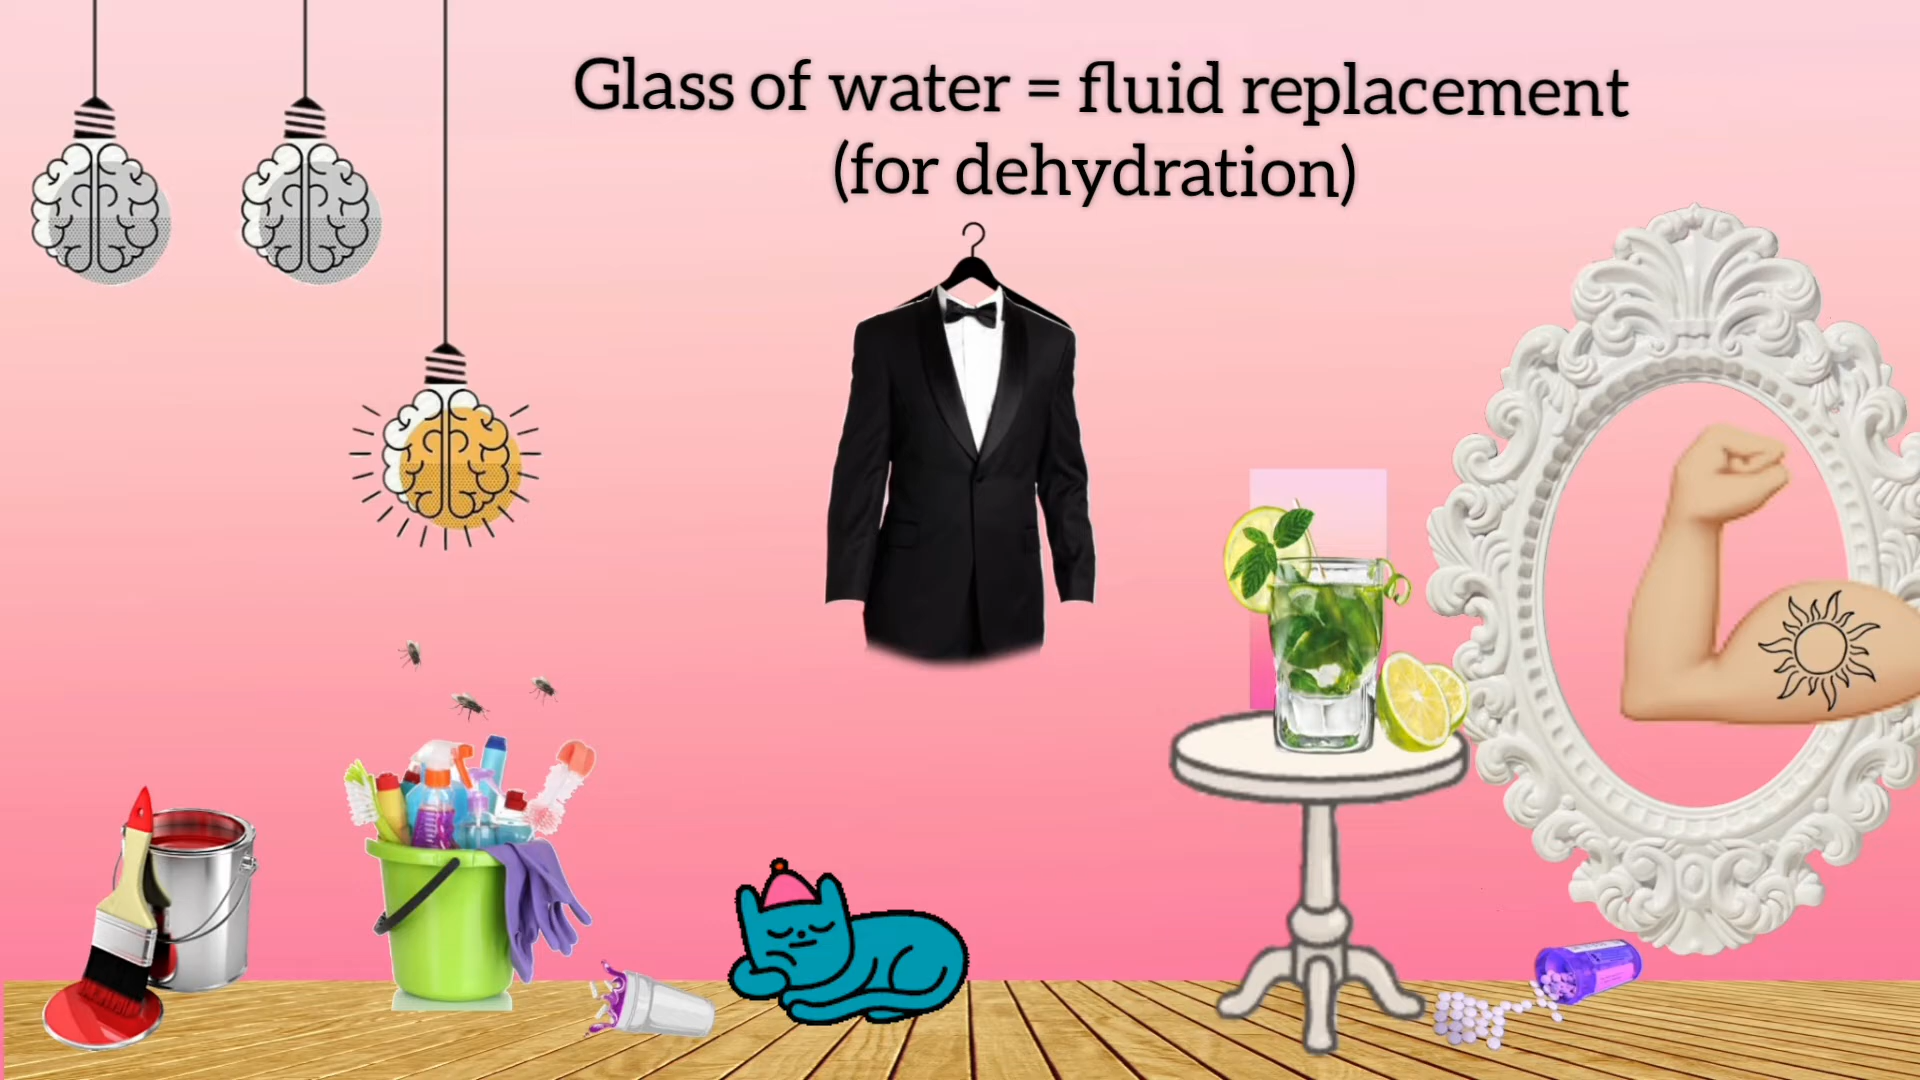 Glass of water = fluid replacement
(for dehydration)